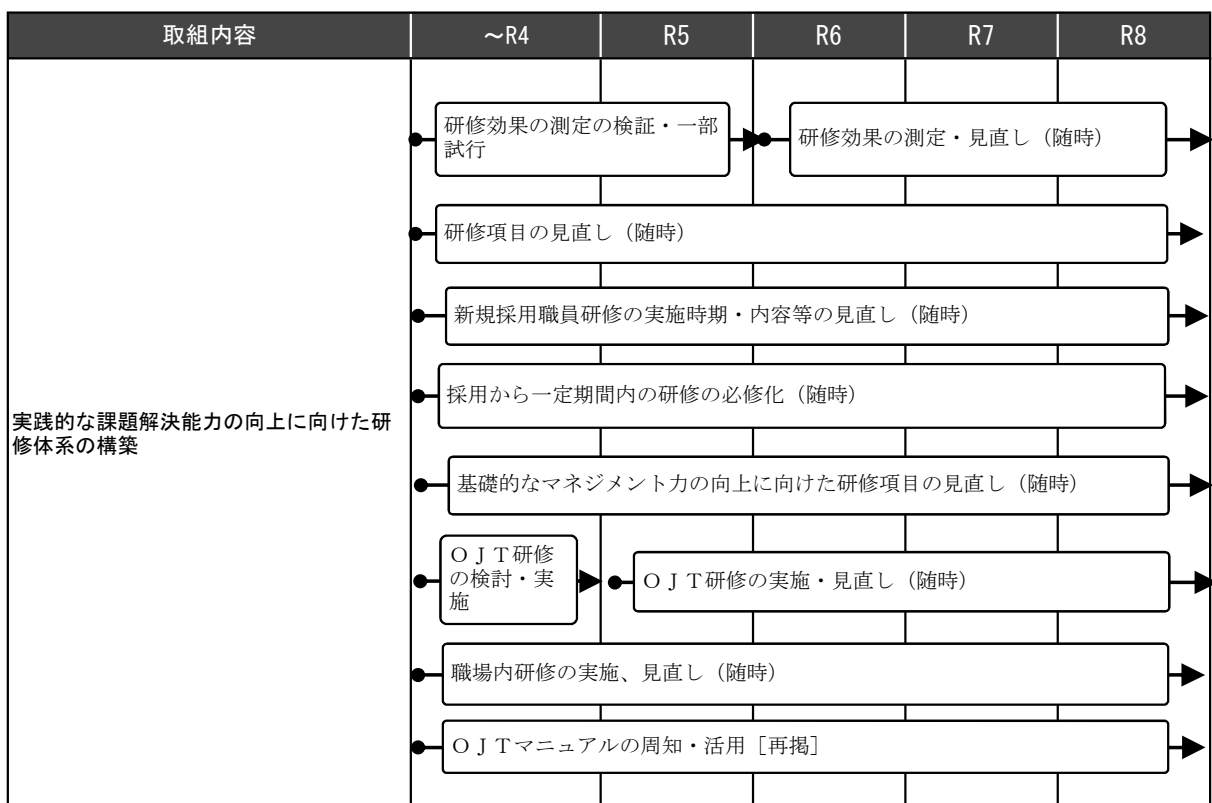 取組内容 ～R4 R5 R6 R7 R8
研修効果の測定の検証・一部
試行
研修効果の測定・見直し（随時）
研修項目の見直し（随時）
新規採用職員研修の実施時期・内容等の見直し（随時）
採用から一定期間内の研修の必修化（随時）
実践的な課題解決能力の向上に向けた研
修体系の構築
基礎的なマネジメント力の向上に向けた研修項目の見直し（随時）
ＯＪＴ研修
の検討・実
施
ＯＪＴ研修の実施・見直し（随時）
職場内研修の実施、見直し（随時）
ＯＪＴマニュアルの周知・活用［再掲］